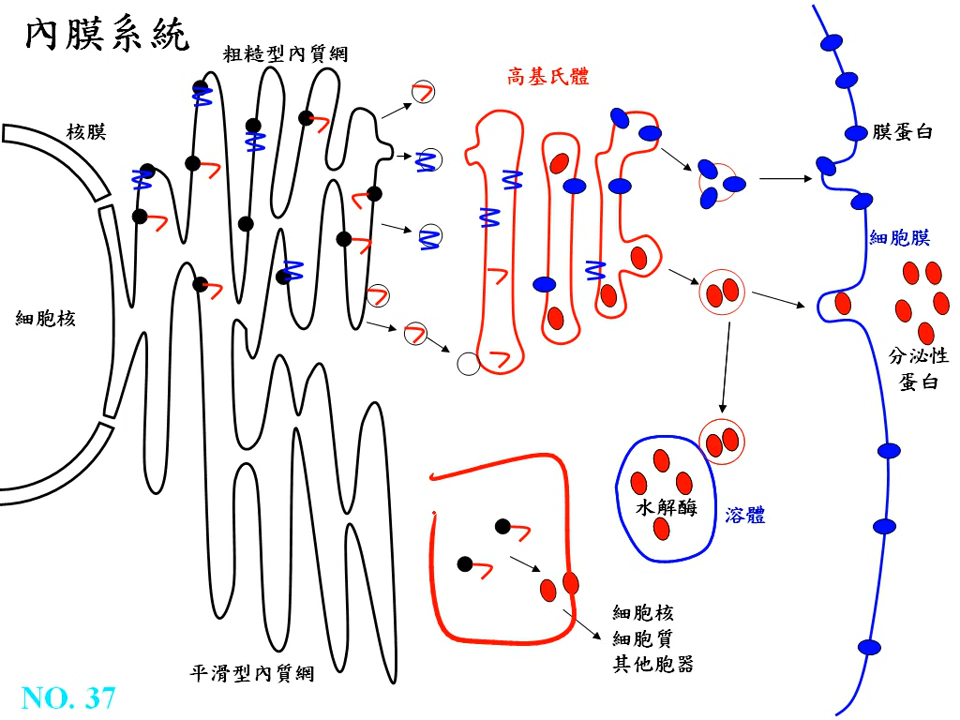 內膜系統
粗糙型內質網
高基氏體
核膜
膜蛋白
細胞膜
細胞核
分泌性
蛋白
水解酶
溶體
細胞核
細胞質
其他胞器
平滑型內質網
NO. 37